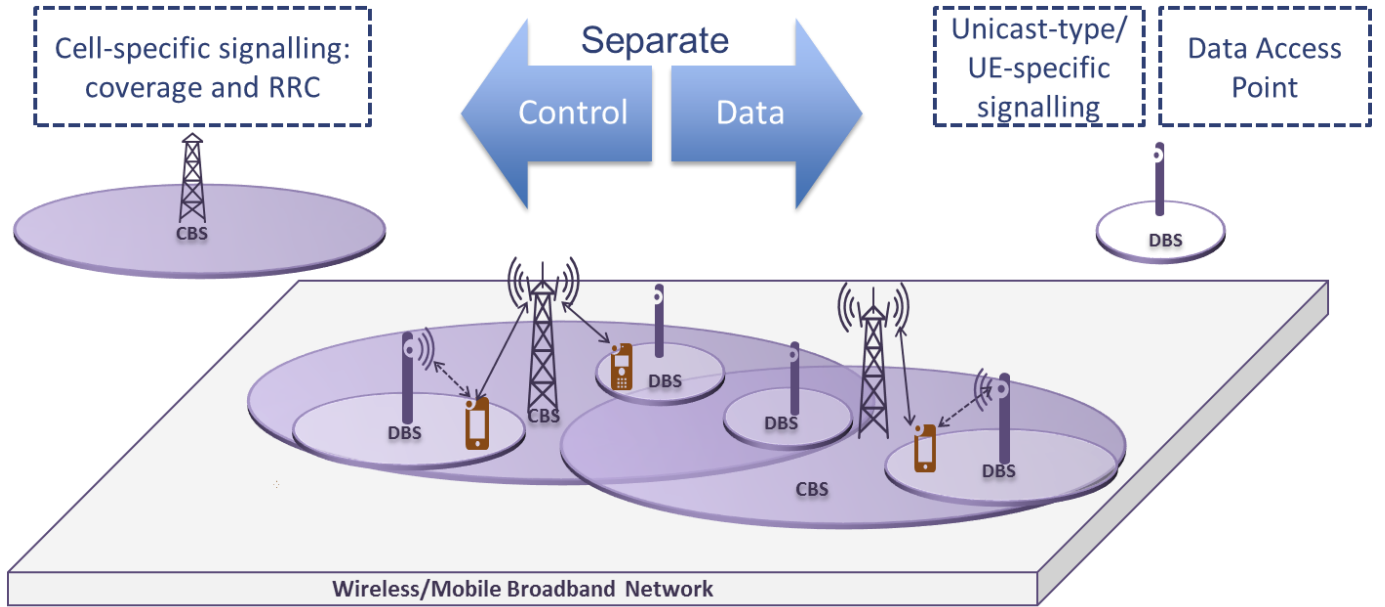 Cell-specific signalling:
coverage and RRC
Separate
Control
Data
Unicast-type/
UE-specific
signalling
Data Access
Point
CBS
DBS
DBS
CBS
DBS
DBS
DBS
CBS
Wireless/Mobile Broadband Network